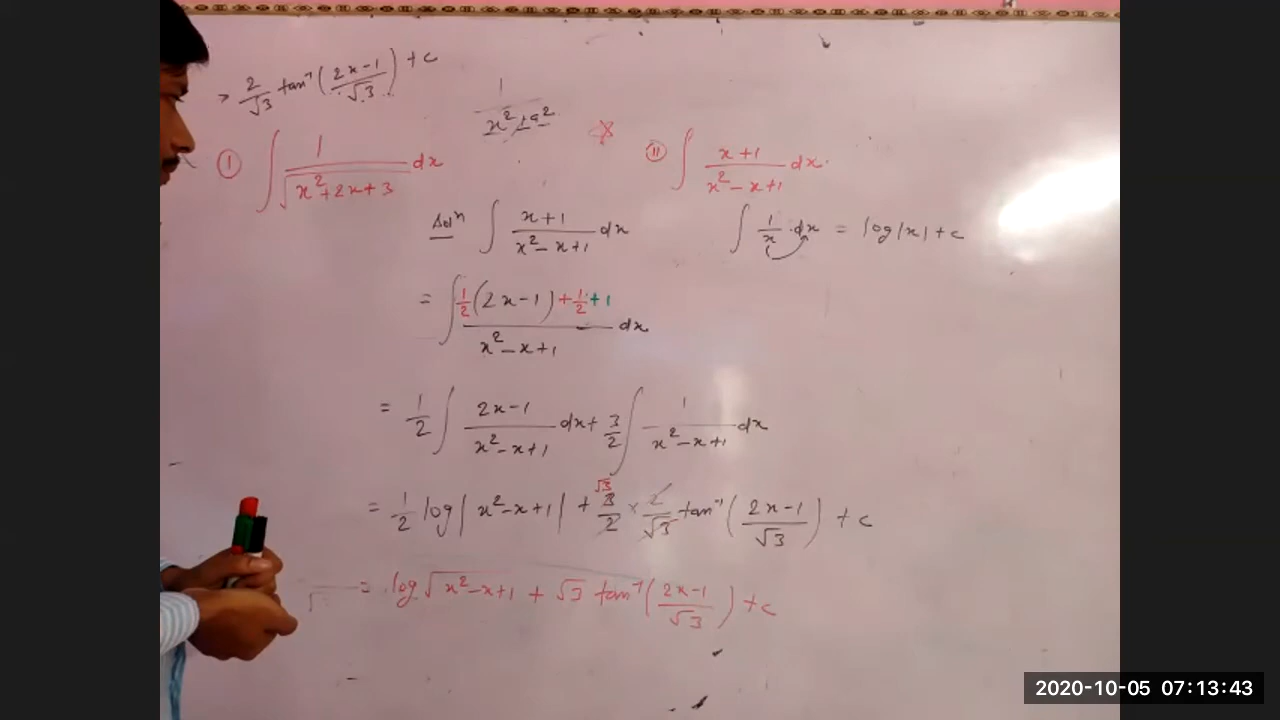 > 2/√3 tan⁻¹((2x-1)/√3) + c
1/(x²+a²)
① ∫ 1/√(x²+2x+3) dx
⑪ ∫ (x+1)/(x²-x+1) dx.
Solⁿ ∫ (x+1)/(x²-x+1) dx
∫ 1/x · dx = log|x| + c
= ∫ (1/2(2x-1) + 1/2 + 1)/(x²-x+1) dx
= 1/2 ∫ (2x-1)/(x²-x+1) dx + 3/2 ∫ 1/(x²-x+1) dx
√3
= 1/2 log|x²-x+1| + 3/2 × 2/√3 tan⁻¹((2x-1)/√3) + c
= log √(x²-x+1) + √3 tan⁻¹((2x-1)/√3) + c
2020-10-05 07:13:43